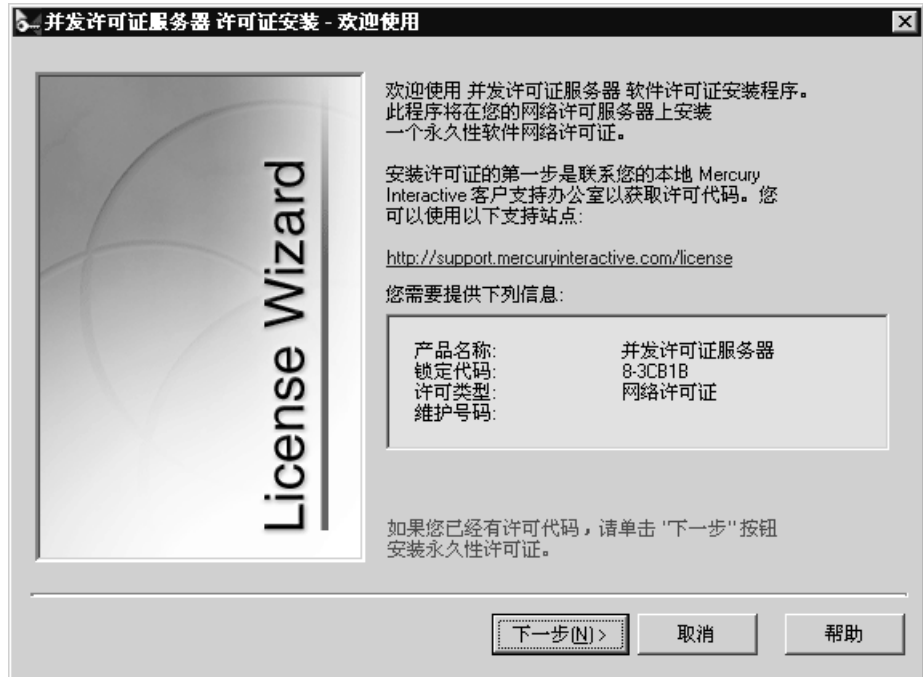 并发许可证服务器 许可证安装 - 欢迎使用
License Wizard
欢迎使用 并发许可证服务器 软件许可证安装程序。
此程序将在您的网络许可服务器上安装
一个永久性软件网络许可证。
安装许可证的第一步是联系您的本地 Mercury
Interactive 客户支持办公室以获取许可代码。您
可以使用以下支持站点:
http://support.mercuryinteractive.com/license
您需要提供下列信息:
产品名称: 并发许可证服务器
锁定代码: 8-3CB1B
许可类型: 网络许可证
维护号码:
如果您已经有许可代码，请单击 "下一步" 按钮
安装永久性许可证。
下一步(N) > 取消 帮助